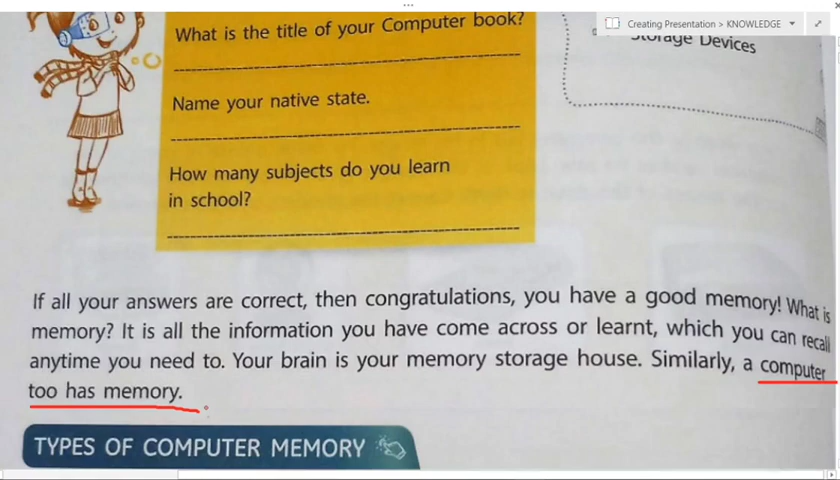 What is the title of your Computer book?
Creating Presentation > KNOWLEDGE
Storage Devices
Name your native state.
How many subjects do you learn
in school?
If all your answers are correct, then congratulations, you have a good memory! What is
memory? It is all the information you have come across or learnt, which you can recall
anytime you need to. Your brain is your memory storage house. Similarly, a computer
too has memory.
TYPES OF COMPUTER MEMORY